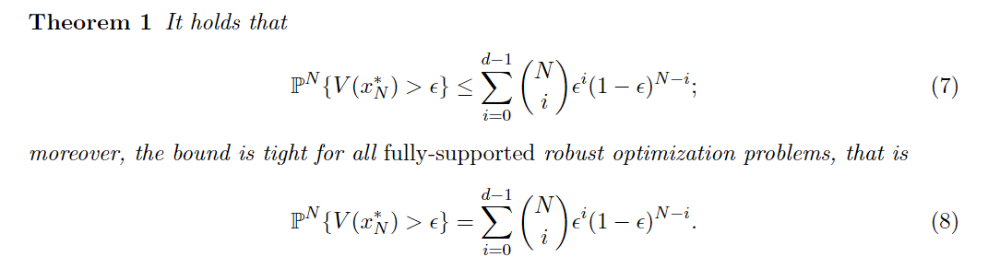 Theorem 1 It holds that
$$\mathbb{P}^N\{V(x_N^*) > \epsilon\} \leq \sum_{i=0}^{d-1} \binom{N}{i} \epsilon^i (1-\epsilon)^{N-i}; \quad (7)$$
moreover, the bound is tight for all fully-supported robust optimization problems, that is
$$\mathbb{P}^N\{V(x_N^*) > \epsilon\} = \sum_{i=0}^{d-1} \binom{N}{i} \epsilon^i (1-\epsilon)^{N-i}. \quad (8)$$